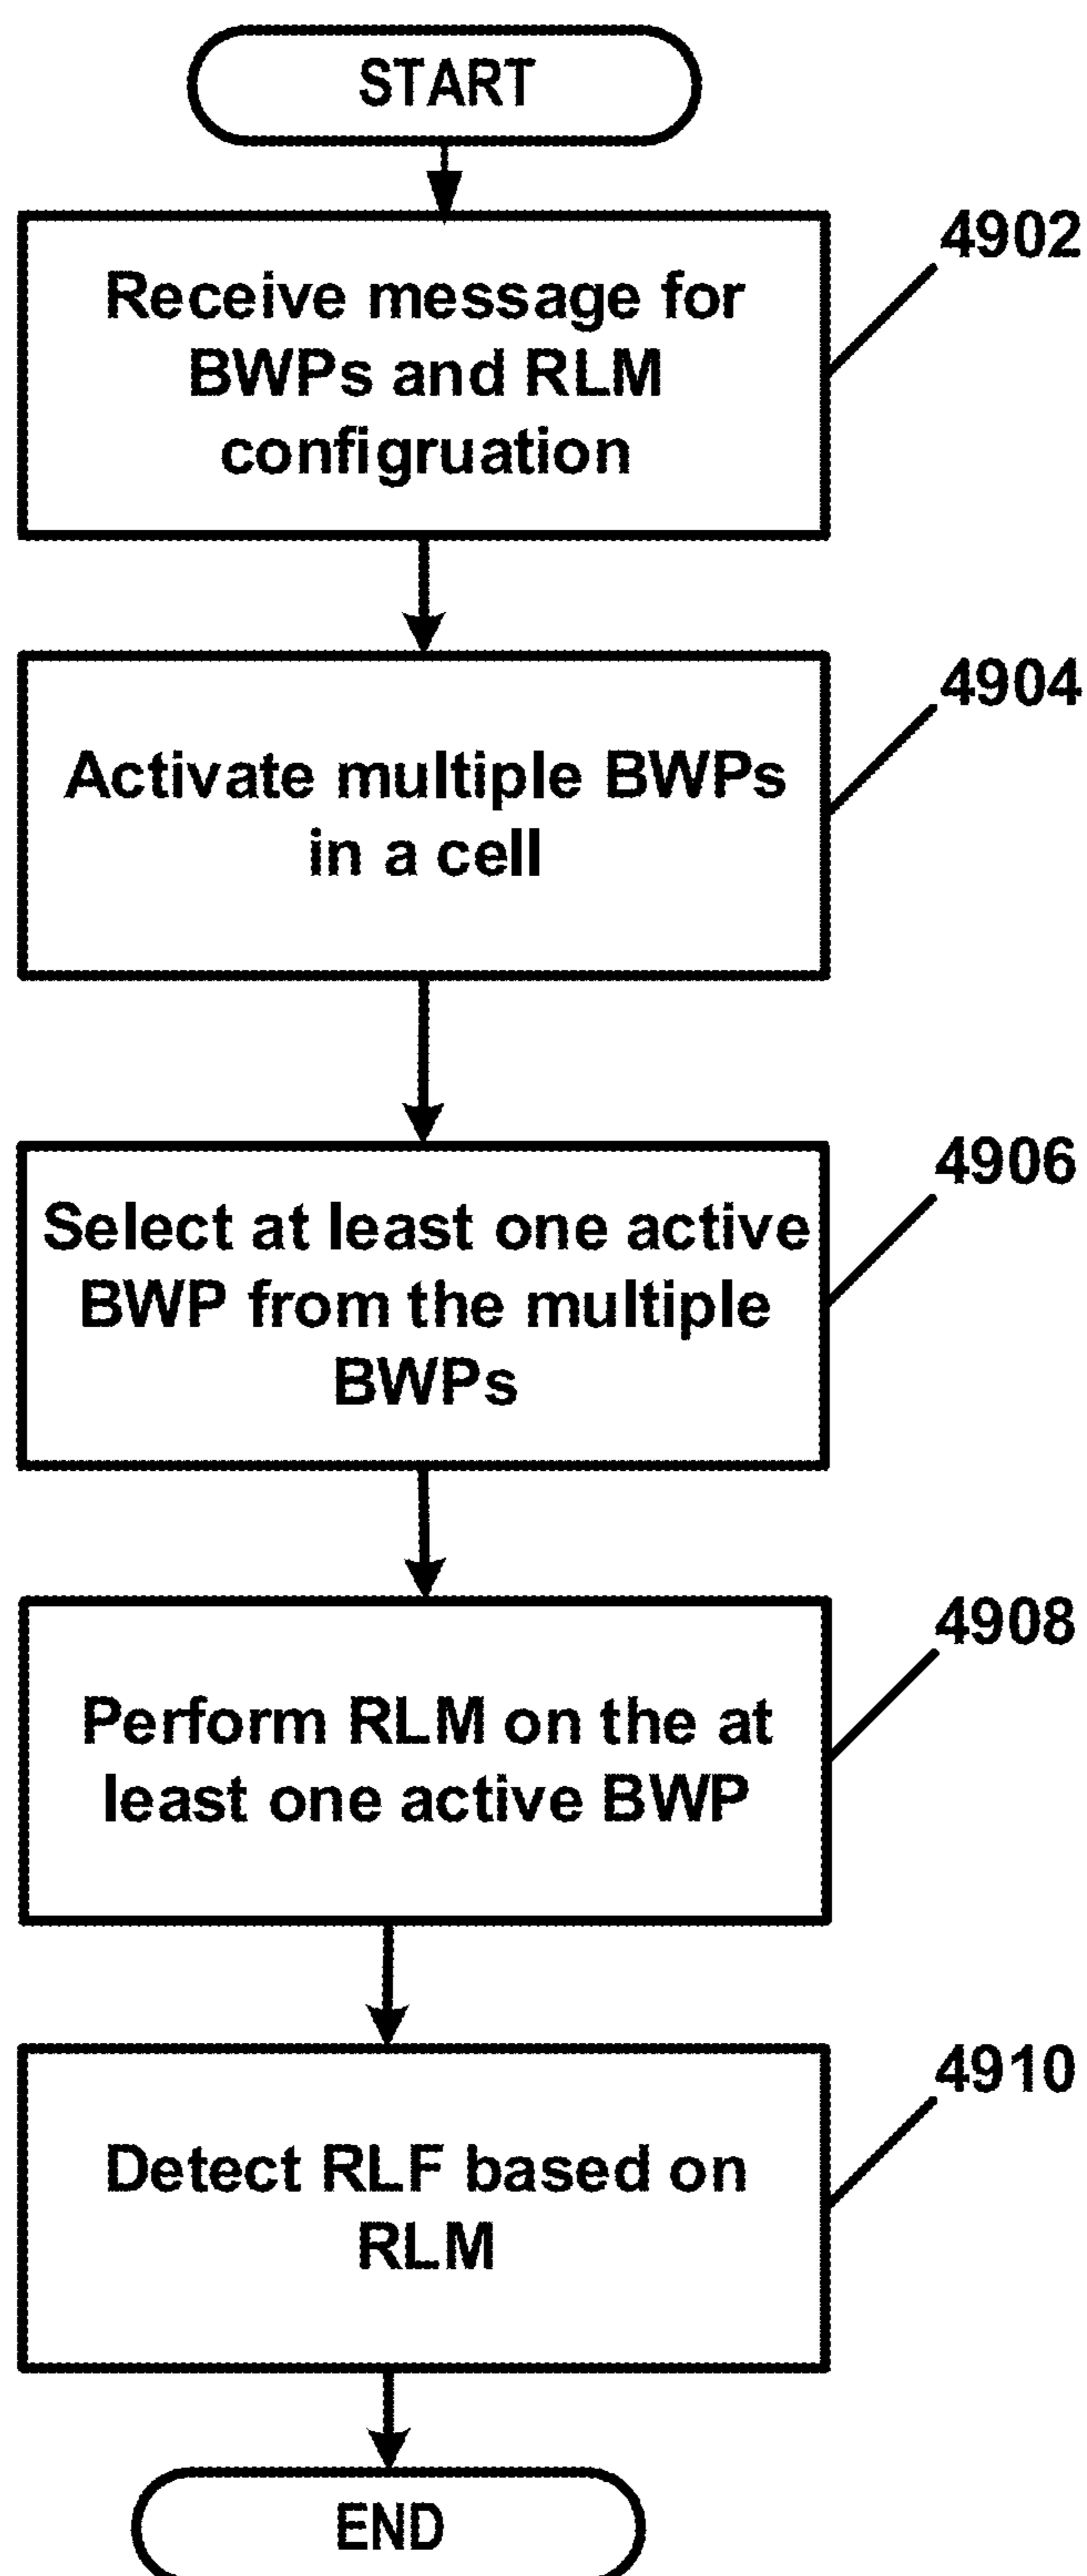 START
Receive message for
BWPs and RLM
configruation
4902
Activate multiple BWPs
in a cell
4904
Select at least one active
BWP from the multiple
BWPs
4906
Perform RLM on the at
least one active BWP
4908
Detect RLF based on
RLM
4910
END